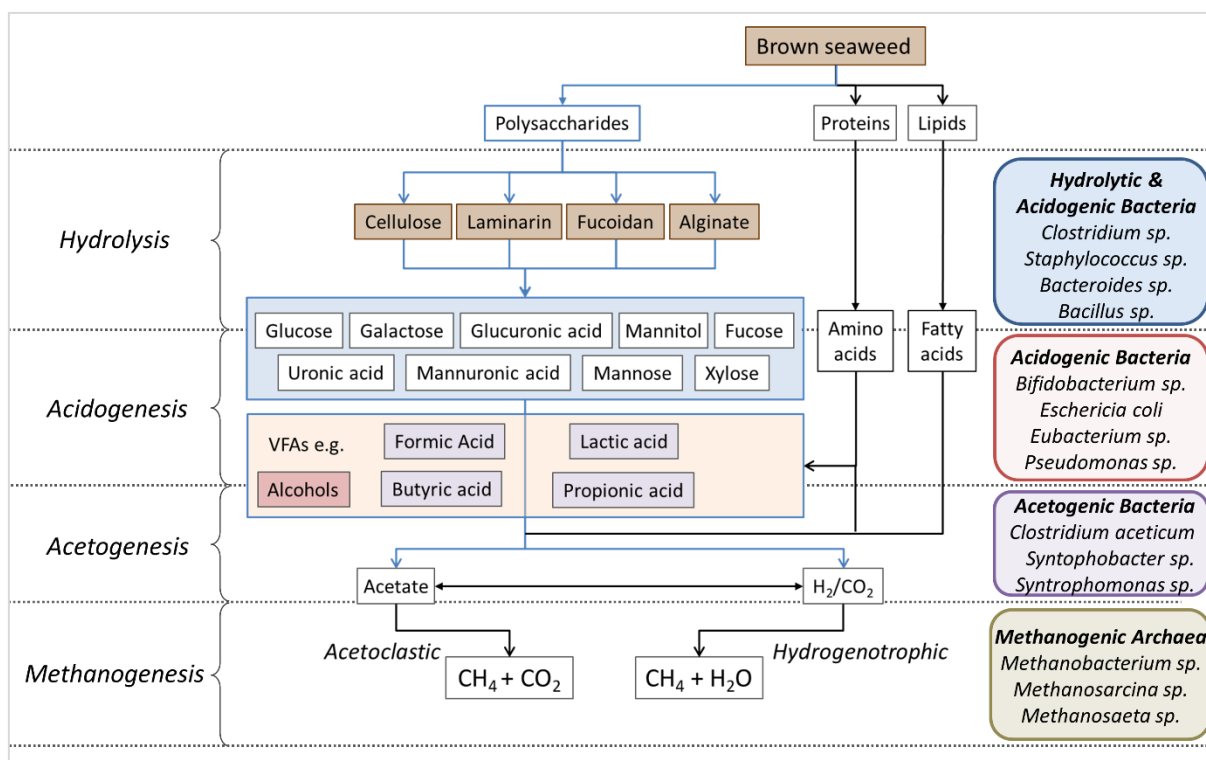 Brown seaweed
Polysaccharides
Proteins
Lipids
Hydrolysis
Cellulose
Laminarin
Fucoidan
Alginate
Hydrolytic &
Acidogenic Bacteria
Clostridium sp.
Staphylococcus sp.
Bacteroides sp.
Bacillus sp.
Glucose
Galactose
Glucuronic acid
Mannitol
Fucose
Uronic acid
Mannuronic acid
Mannose
Xylose
Amino
acids
Fatty
acids
Acidogenesis
VFAs e.g.
Formic Acid
Lactic acid
Alcohols
Butyric acid
Propionic acid
Acidogenic Bacteria
Bifidobacterium sp.
Eschericia coli
Eubacterium sp.
Pseudomonas sp.
Acetogenesis
Acetate
H₂/CO₂
Acetogenic Bacteria
Clostridium aceticum
Syntophobacter sp.
Syntrophomonas sp.
Methanogenesis
Acetoclastic
Hydrogenotrophic
CH₄ + CO₂
CH₄ + H₂O
Methanogenic Archaea
Methanobacterium sp.
Methanosarcina sp.
Methanosaeta sp.